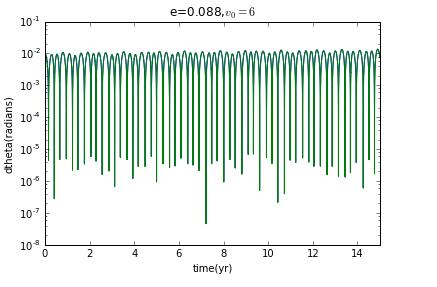 e=0.088,v₀ = 6
10⁻¹
10⁻²
10⁻³
10⁻⁴
10⁻⁵
10⁻⁶
10⁻⁷
10⁻⁸
dtheta(radians)
0 2 4 6 8 10 12 14
time(yr)